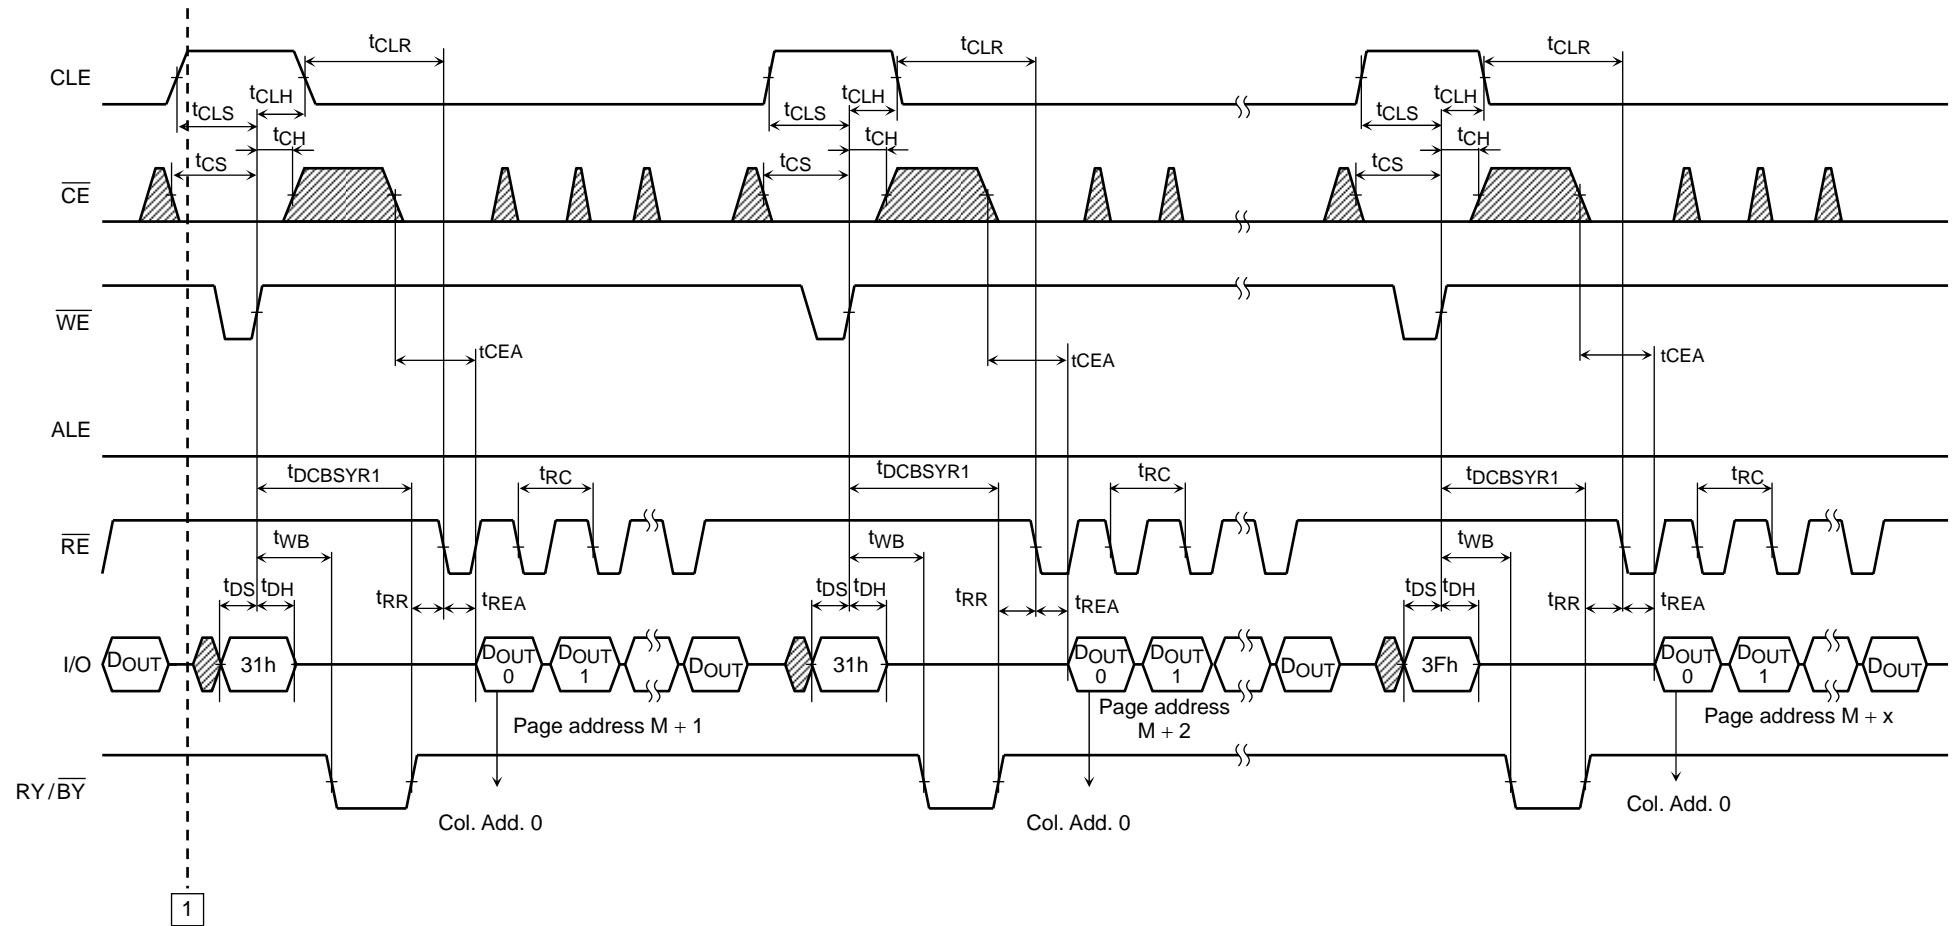 tCLR tCLR tCLR
CLE
tCLH tCLH tCLH
tCLS tCLS tCLS
tCH tCH tCH
tCS tCS tCS
CE
WE
tCEA tCEA tCEA
ALE
tDCBSYR1 tDCBSYR1 tDCBSYR1
tRC tRC tRC
RE
tWB tWB tWB
tDS tDH tDS tDH tDS tDH
tRR tREA tRR tREA tRR tREA
I/O DOUT 31h DOUT 0 DOUT 1 DOUT 31h DOUT 0 DOUT 1 DOUT 3Fh DOUT 0 DOUT 1 DOUT
Page address M + 1
Page address
M + 2
Page address M + x
RY/BY
Col. Add. 0 Col. Add. 0 Col. Add. 0
1